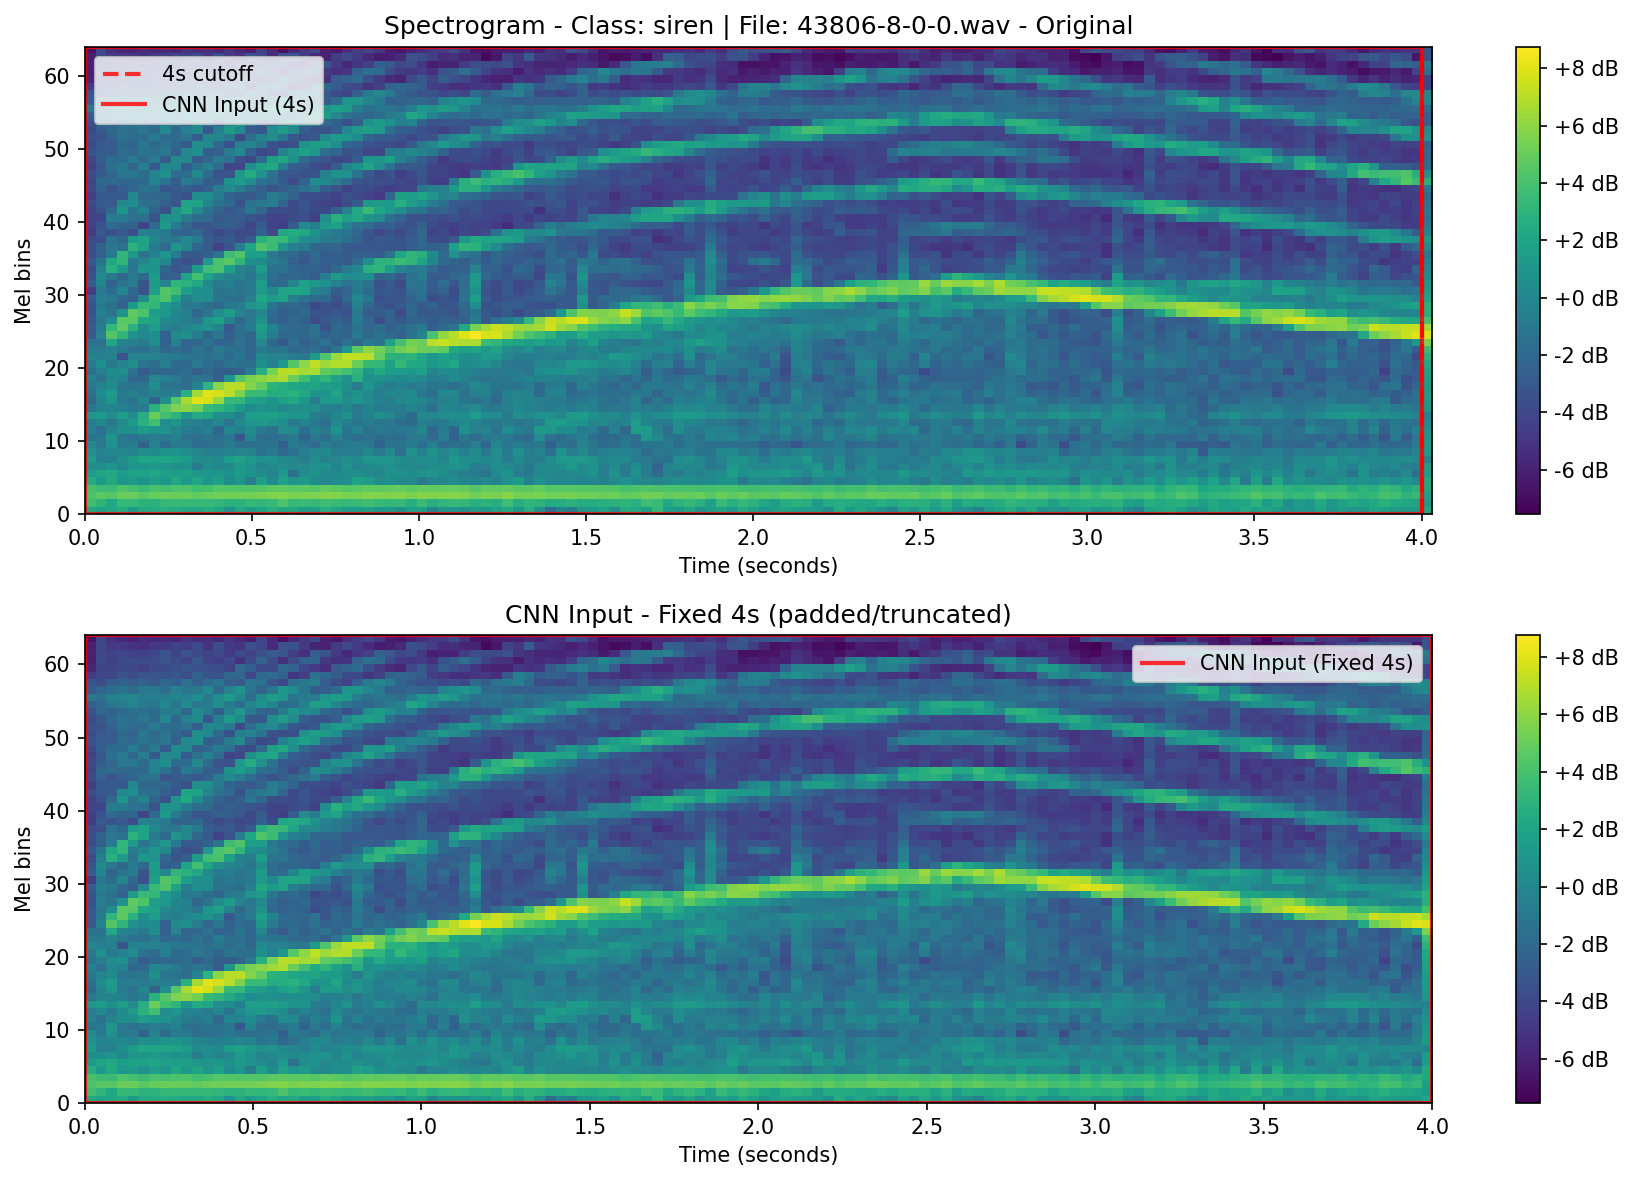 Spectrogram - Class: siren | File: 43806-8-0-0.wav - Original
4s cutoff
CNN Input (4s)
60
50
40
30
20
10
0
Mel bins
0.0 0.5 1.0 1.5 2.0 2.5 3.0 3.5 4.0
Time (seconds)
+8 dB
+6 dB
+4 dB
+2 dB
+0 dB
-2 dB
-4 dB
-6 dB
CNN Input - Fixed 4s (padded/truncated)
CNN Input (Fixed 4s)
60
50
40
30
20
10
0
Mel bins
0.0 0.5 1.0 1.5 2.0 2.5 3.0 3.5 4.0
Time (seconds)
+8 dB
+6 dB
+4 dB
+2 dB
+0 dB
-2 dB
-4 dB
-6 dB